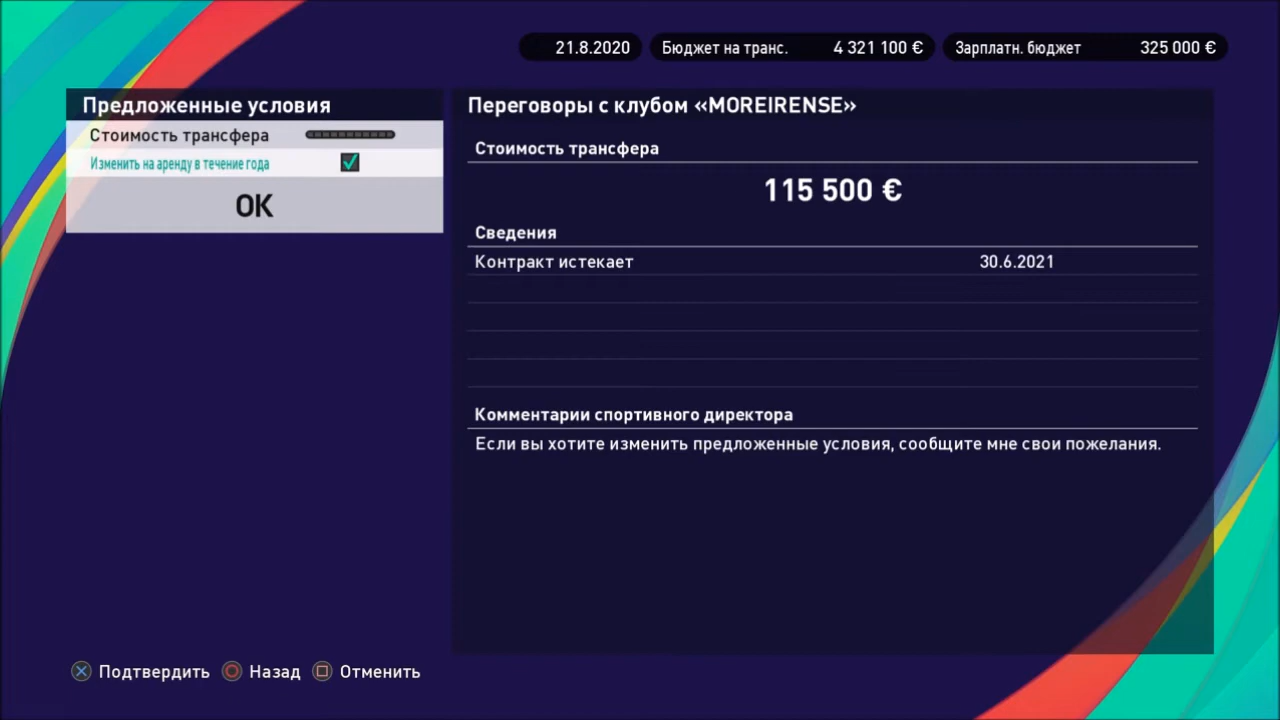 21.8.2020 Бюджет на транс. 4 321 100 € Зарплатн. бюджет 325 000 €
Предложенные условия
Стоимость трансфера
Изменить на аренду в течение года
OK
Переговоры с клубом «MOREIRENSE»
Стоимость трансфера
115 500 €
Сведения
Контракт истекает 30.6.2021
Комментарии спортивного директора
Если вы хотите изменить предложенные условия, сообщите мне свои пожелания.
Подтвердить Назад Отменить